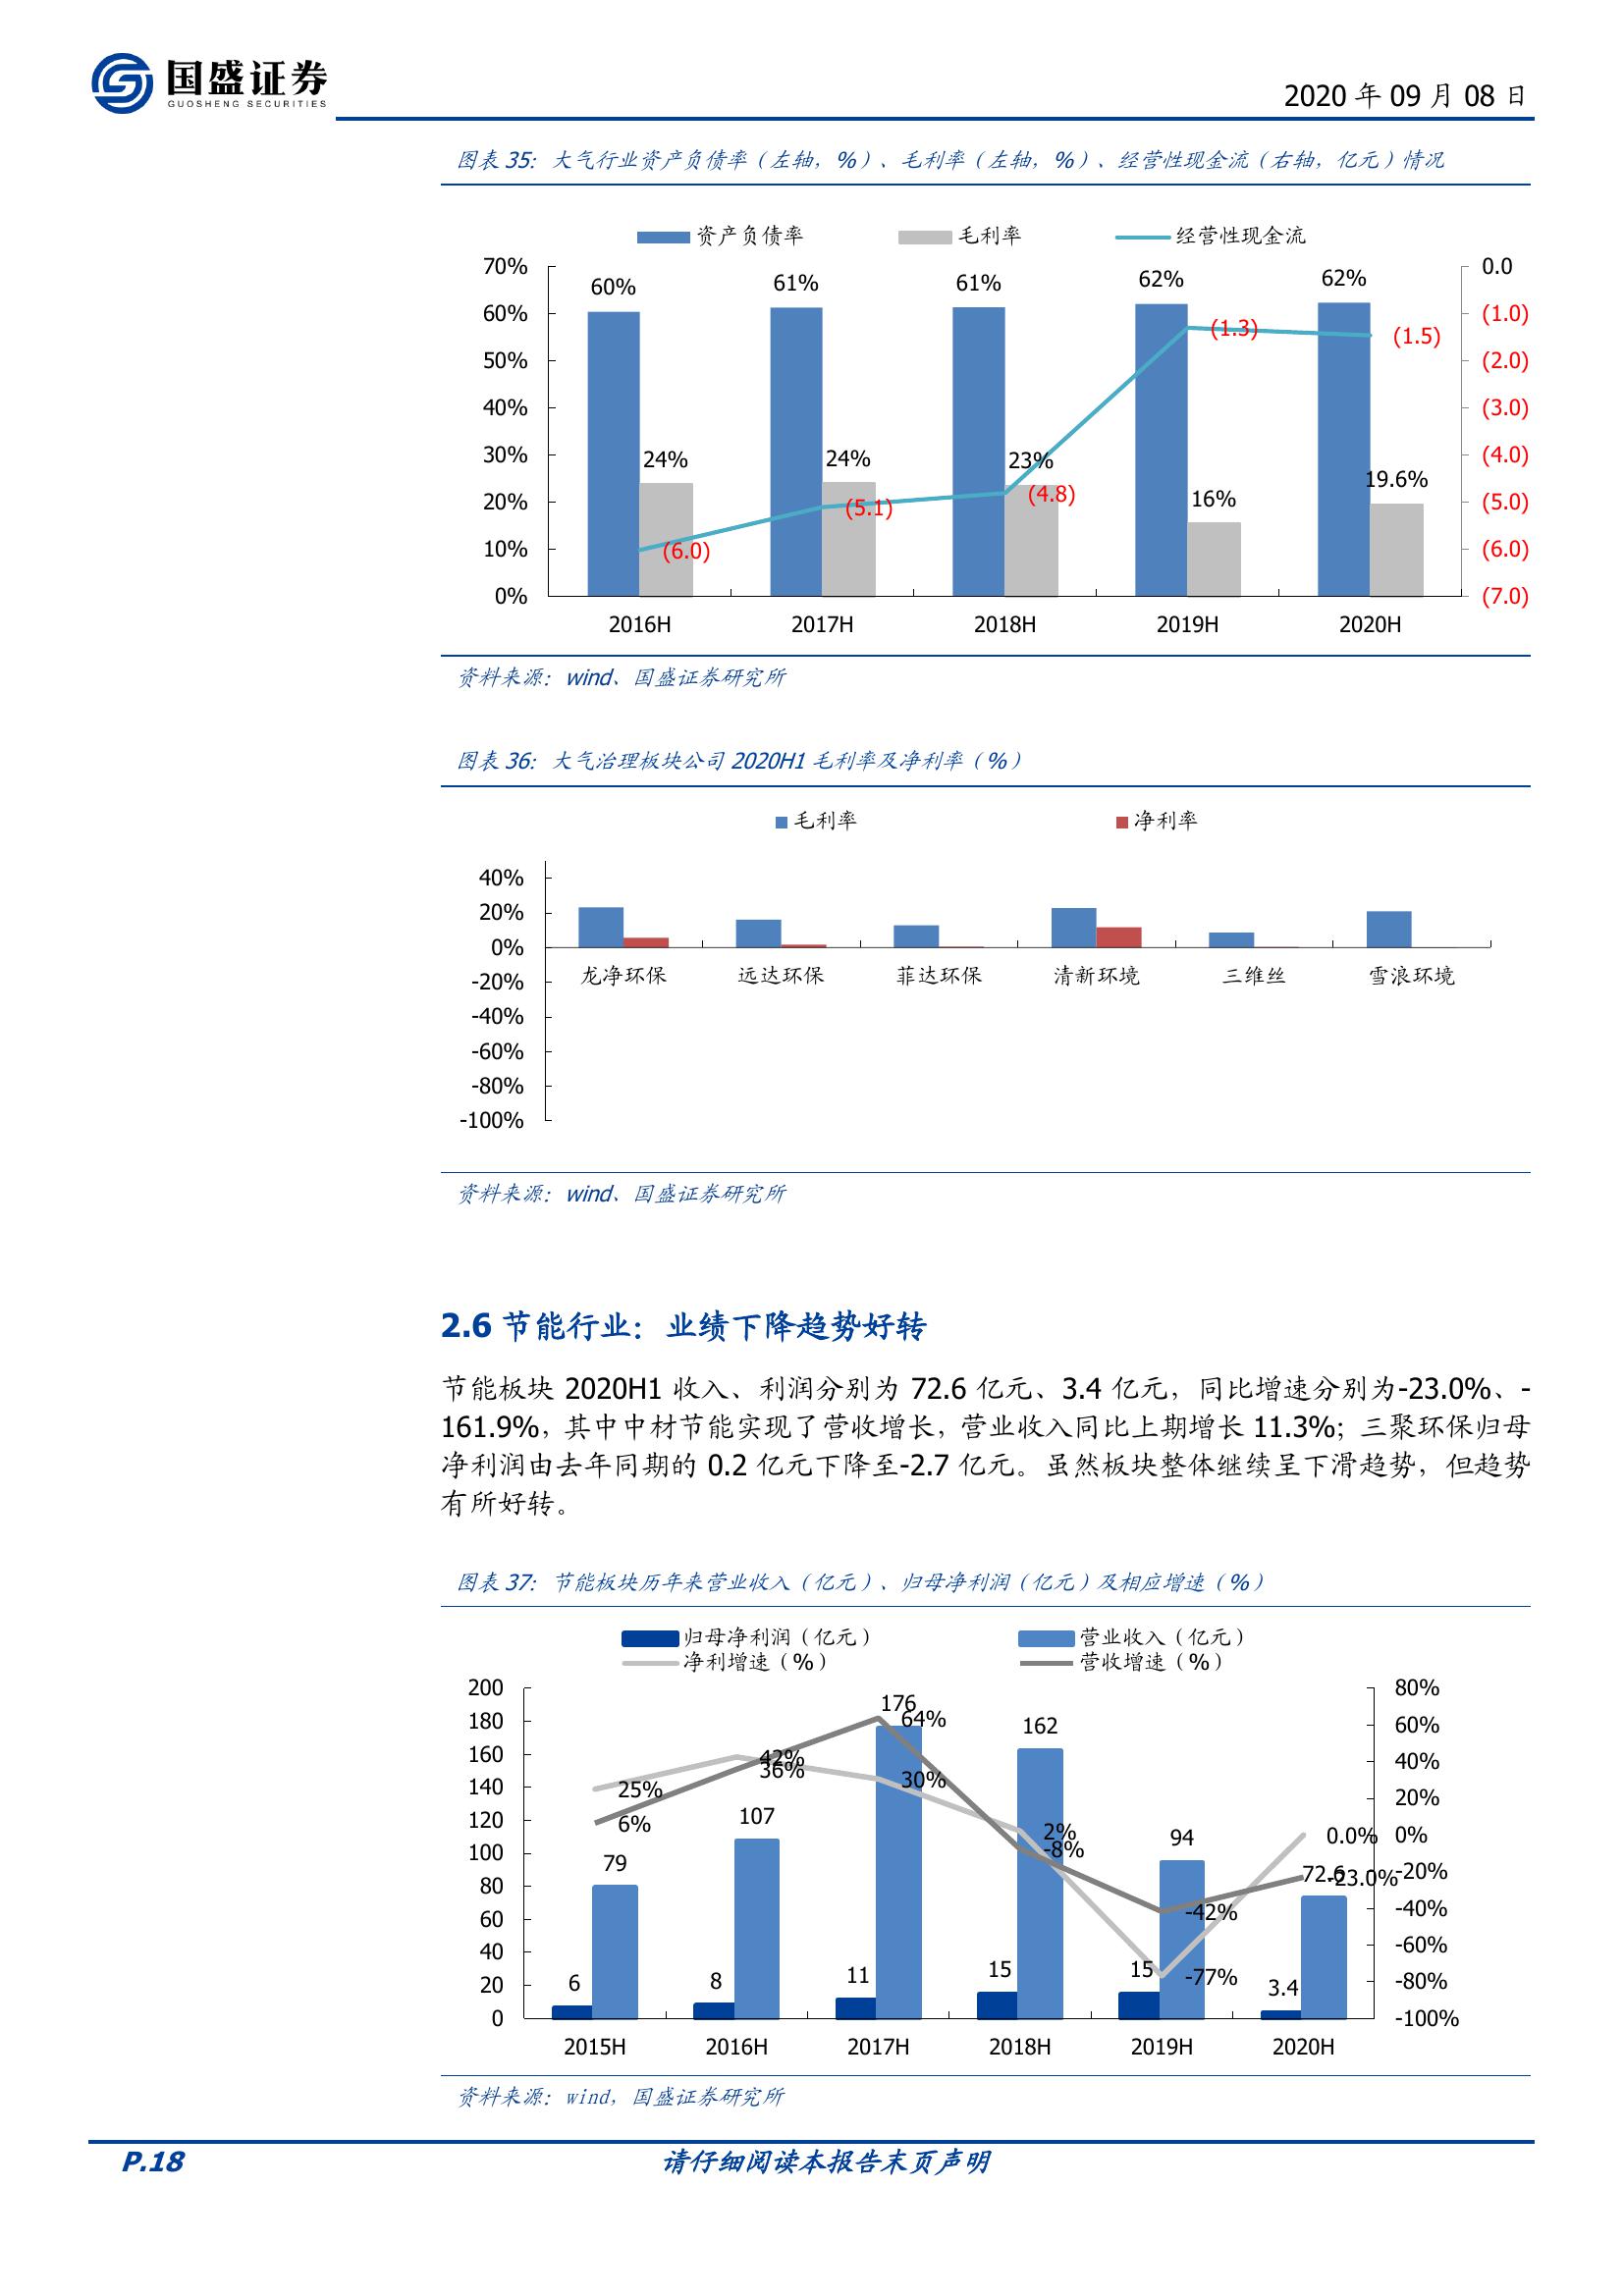 国盛证券
GUOSHENG SECURITIES
2020 年 09 月 08 日
图表 35: 大气行业资产负债率（左轴，%）、毛利率（左轴，%）、经营性现金流（右轴，亿元）情况
资产负债率 毛利率 经营性现金流
70% 0.0
60% (1.0)
50% (2.0)
40% (3.0)
30% (4.0)
20% (5.0)
10% (6.0)
0% (7.0)
60% 61% 61% 62% 62%
24% 24% 23% 16% 19.6%
(6.0) (5.1) (4.8) (1.3) (1.5)
2016H 2017H 2018H 2019H 2020H
资料来源：wind、国盛证券研究所
图表 36: 大气治理板块公司 2020H1 毛利率及净利率（%）
毛利率 净利率
40%
20%
0%
-20%
-40%
-60%
-80%
-100%
龙净环保 远达环保 菲达环保 清新环境 三维丝 雪浪环境
资料来源：wind、国盛证券研究所
2.6 节能行业：业绩下降趋势好转
节能板块 2020H1 收入、利润分别为 72.6 亿元、3.4 亿元，同比增速分别为-23.0%、-
161.9%，其中中材节能实现了营收增长，营业收入同比上期增长 11.3%；三聚环保归母
净利润由去年同期的 0.2 亿元下降至-2.7 亿元。虽然板块整体继续呈下滑趋势，但趋势
有所好转。
图表 37: 节能板块历年来营业收入（亿元）、归母净利润（亿元）及相应增速（%）
归母净利润（亿元） 营业收入（亿元）
净利增速（%） 营收增速（%）
200 80%
180 60%
160 40%
140 20%
120 0%
100 -20%
80 -40%
60 -60%
40 -80%
20 -100%
0
6 8 11 15 15 3.4
79 107 176 162 94 72.6
25% 42% 30% 2% -77% 0.0%
6% 36% 64% -8% -42% -23.0%
2015H 2016H 2017H 2018H 2019H 2020H
资料来源：wind，国盛证券研究所
P.18 请仔细阅读本报告末页声明